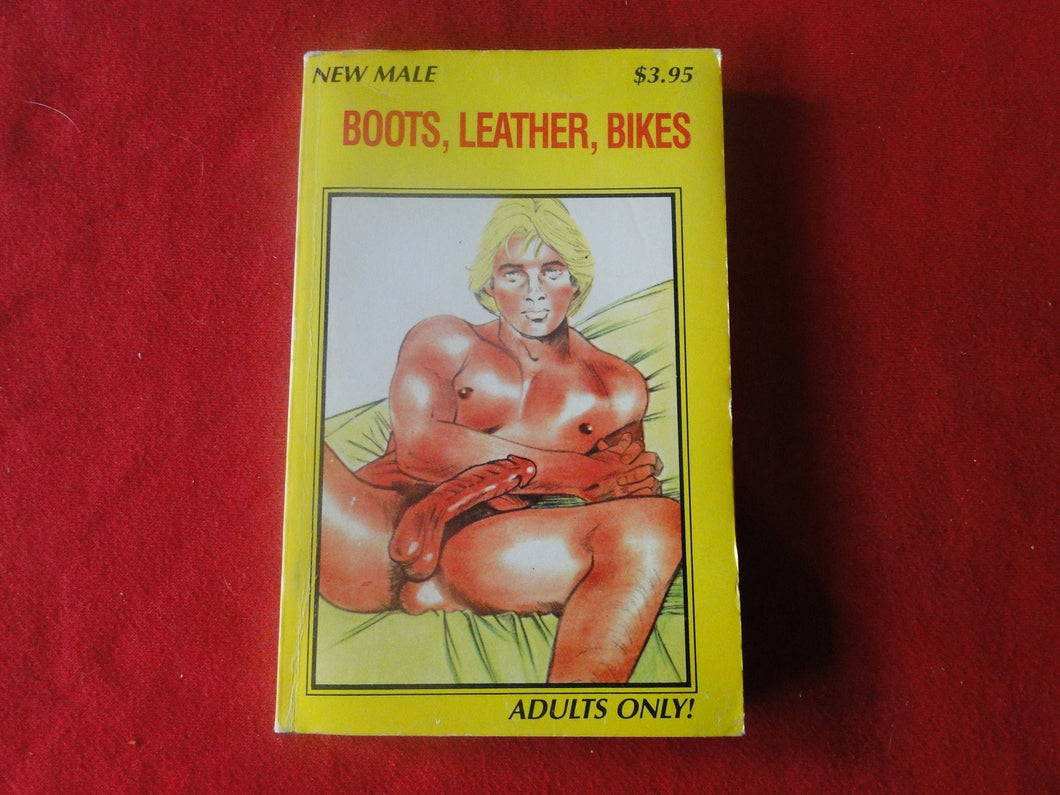 NEW MALE $3.95
BOOTS, LEATHER, BIKES
ADULTS ONLY!